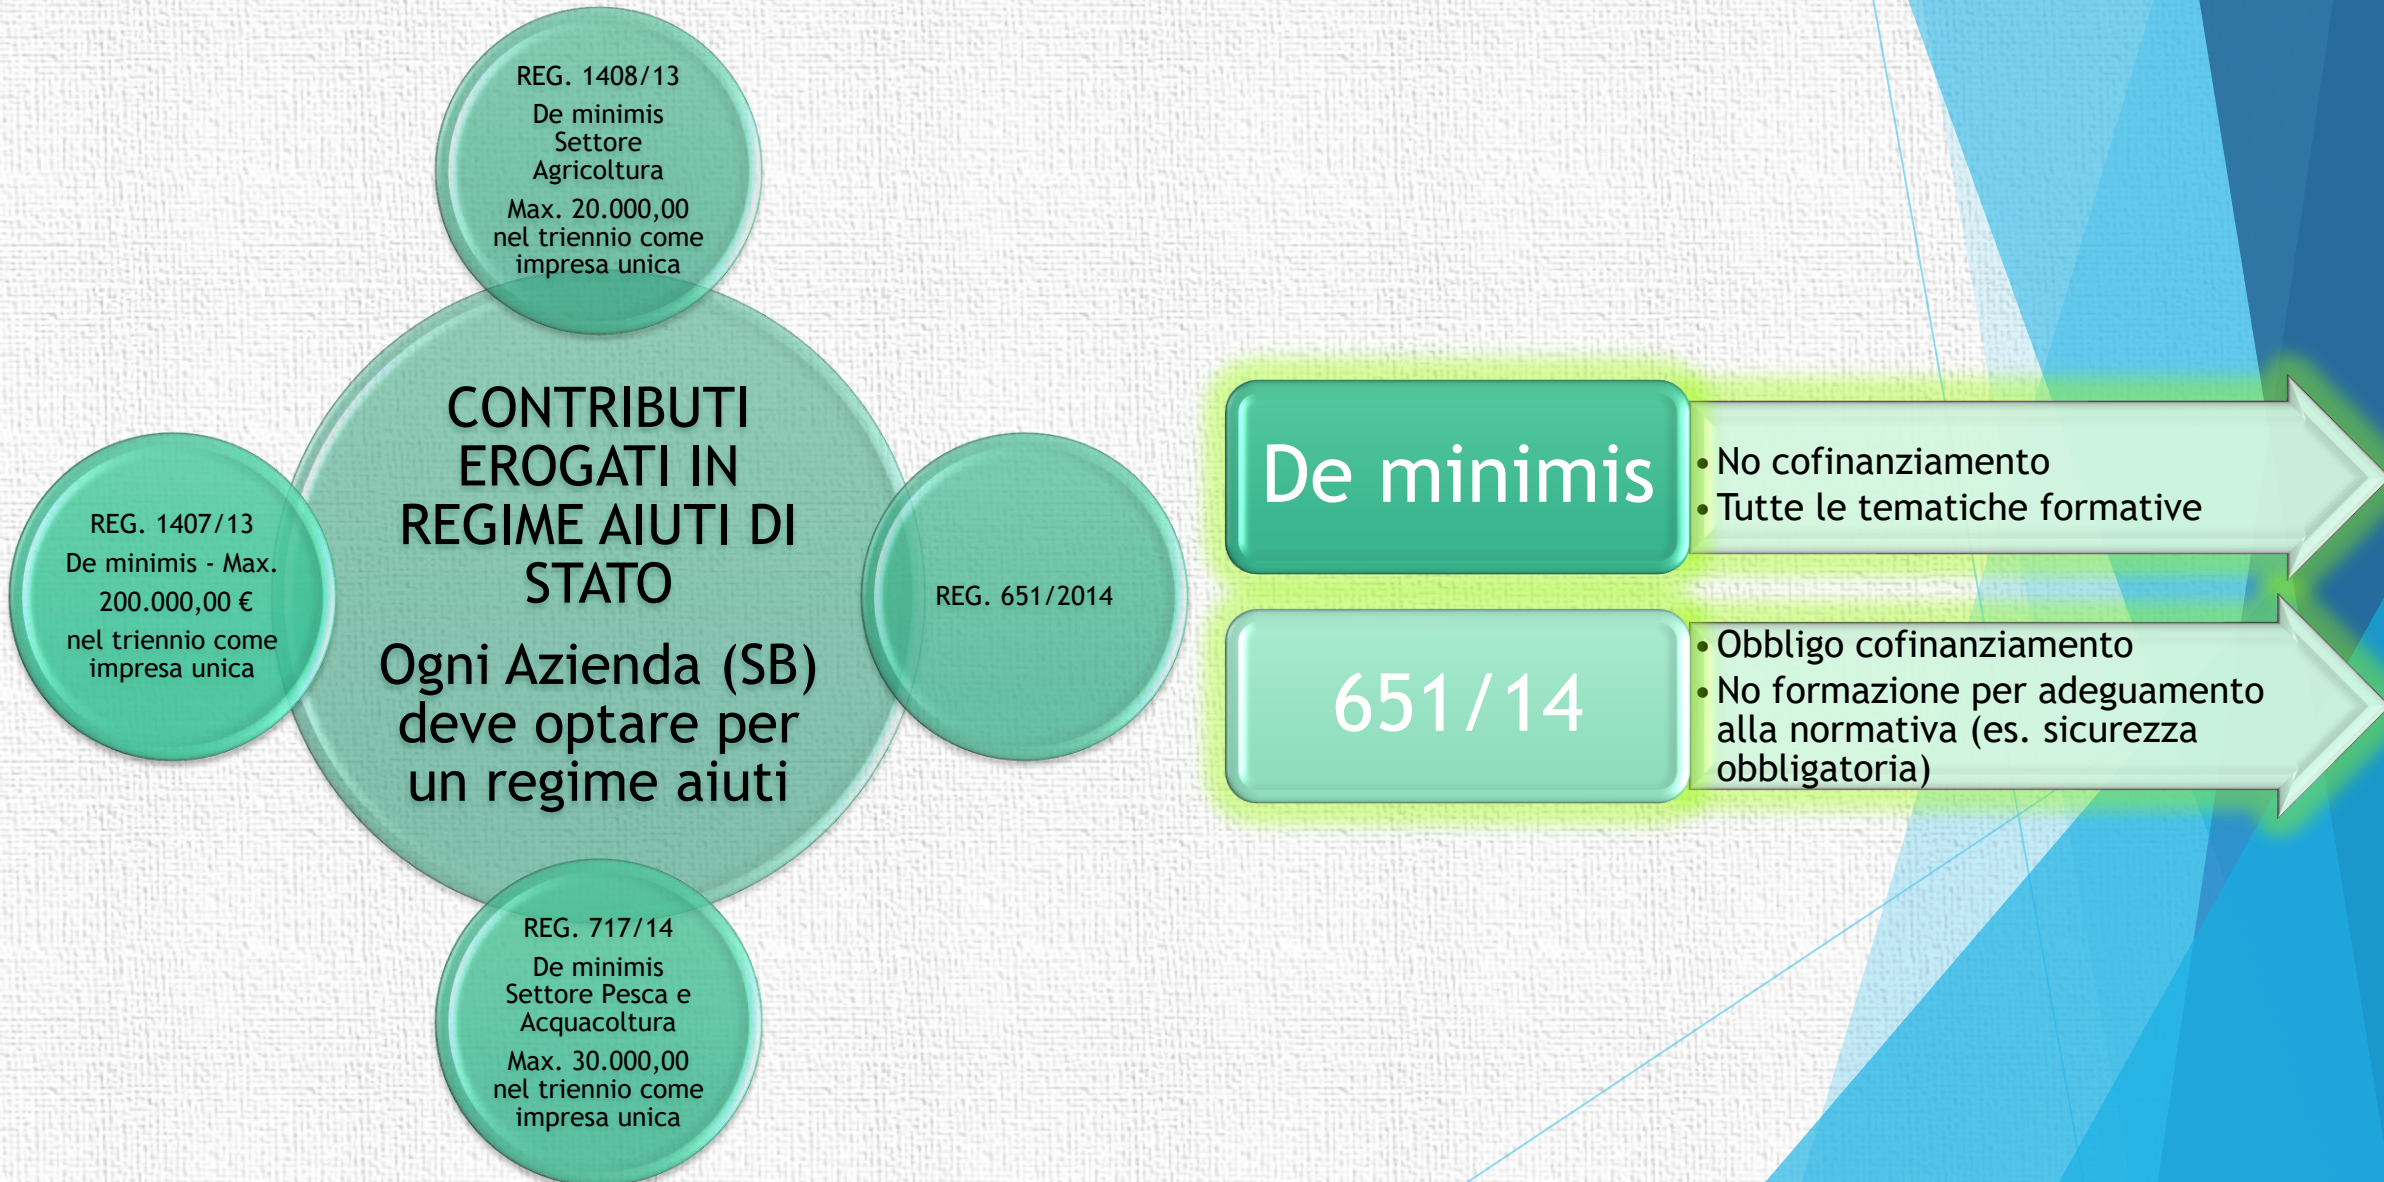 REG. 1408/13
De minimis
Settore
Agricoltura
Max. 20.000,00
nel triennio come
impresa unica
CONTRIBUTI
EROGATI IN
REGIME AIUTI DI
STATO
Ogni Azienda (SB)
deve optare per
un regime aiuti
REG. 1407/13
De minimis - Max.
200.000,00 €
nel triennio come
impresa unica
REG. 651/2014
REG. 717/14
De minimis
Settore Pesca e
Acquacoltura
Max. 30.000,00
nel triennio come
impresa unica
De minimis
• No cofinanziamento
• Tutte le tematiche formative
651/14
• Obbligo cofinanziamento
• No formazione per adeguamento
alla normativa (es. sicurezza
obbligatoria)